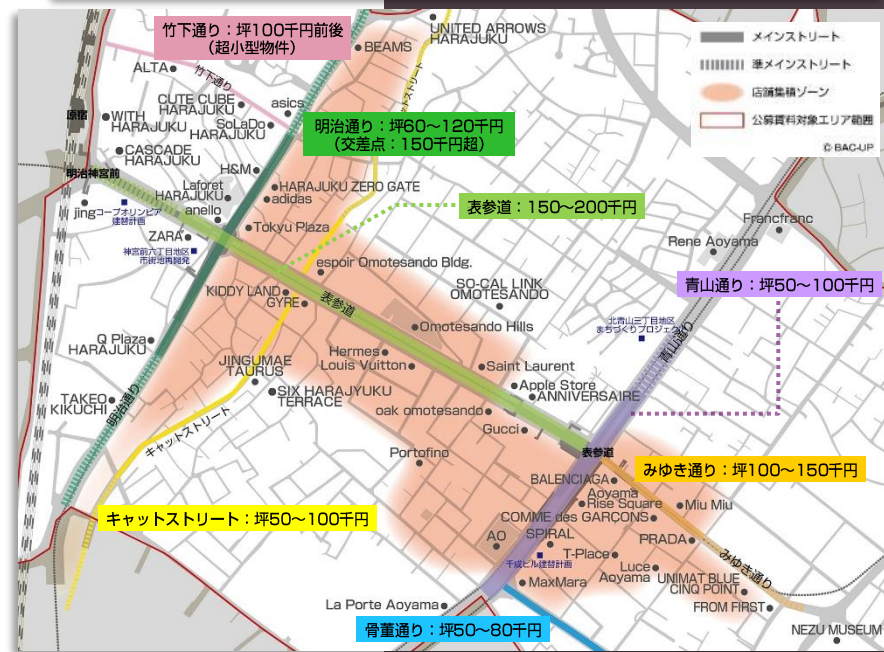 竹下通り：坪100千円前後
（超小型物件）
UNITED ARROWS
HARAJUKU
BEAMS
メインストリート
準メインストリート
店舗集積ゾーン
公募賃料対象エリア範囲
© BAC-UP
ALTA
竹下通り
CUTE CUBE
HARAJUKU
asics
原宿
WITH
HARAJUKU
SoLaDo
HARAJUKU
明治通り：坪60～120千円
（交差点：150千円超）
CASCADE
HARAJUKU
明治神宮前
H&M
Laforet
HARAJUKU
HARAJUKU ZERO GATE
adidas
jing
コープオリンピア
建替計画
anello
表参道：150～200千円
ZARA
Tokyu Plaza
神宮前六丁目地区
市街地再開発
Francfranc
Rene Aoyama
espoir Omotesando Bldg.
SO-CAL LINK
OMOTESANDO
青山通り：坪50～100千円
KIDDY LAND
GYRE
表参道
Omotesando Hills
北青山三丁目地区
まちづくりプロジェク
青山通り
Q Plaza
HARAJUKU
JINGUMAE
TAURUS
Hermes
Louis Vuitton
Saint Laurent
Apple Store
ANNIVERSAIRE
TAKEO
KIKUCHI
明治通り
SIX HARAJYUKU
TERRACE
oak omotesando
Gucci
キャットストリート
Portofino
表参道
みゆき通り：坪100～150千円
BALENCIAGA
Aoyama
Rise Square
Miu Miu
キャットストリート：坪50～100千円
COMME des GARÇONS
AO
SPIRAL
PRADA
千成ビル建替計画
T-Place
みゆき通り
MaxMara
Luce
Aoyama
UNIMAT BLUE
CINQ POINT
La Porte Aoyama
FROM FIRST
骨董通り：坪50～80千円
NEZU MUSEUM